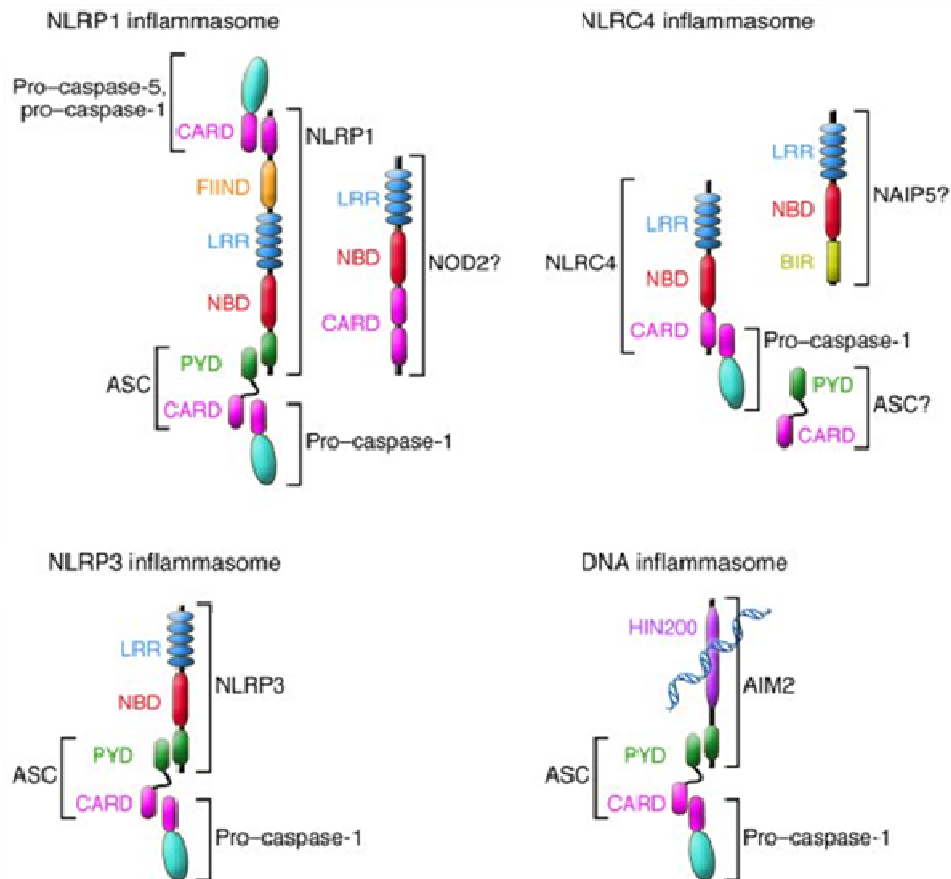 NLRP1 inflammasome
Pro–caspase-5,
pro–caspase-1
CARD
NLRP1
FIIND
LRR
NBD
PYD
ASC
CARD
Pro–caspase-1
LRR
NBD
CARD
NOD2?
NLRC4 inflammasome
LRR
NBD
BIR
NAIP5?
NLRC4
LRR
NBD
CARD
Pro–caspase-1
PYD
CARD
ASC?
NLRP3 inflammasome
LRR
NBD
NLRP3
PYD
ASC
CARD
Pro–caspase-1
DNA inflammasome
HIN200
AIM2
PYD
ASC
CARD
Pro–caspase-1